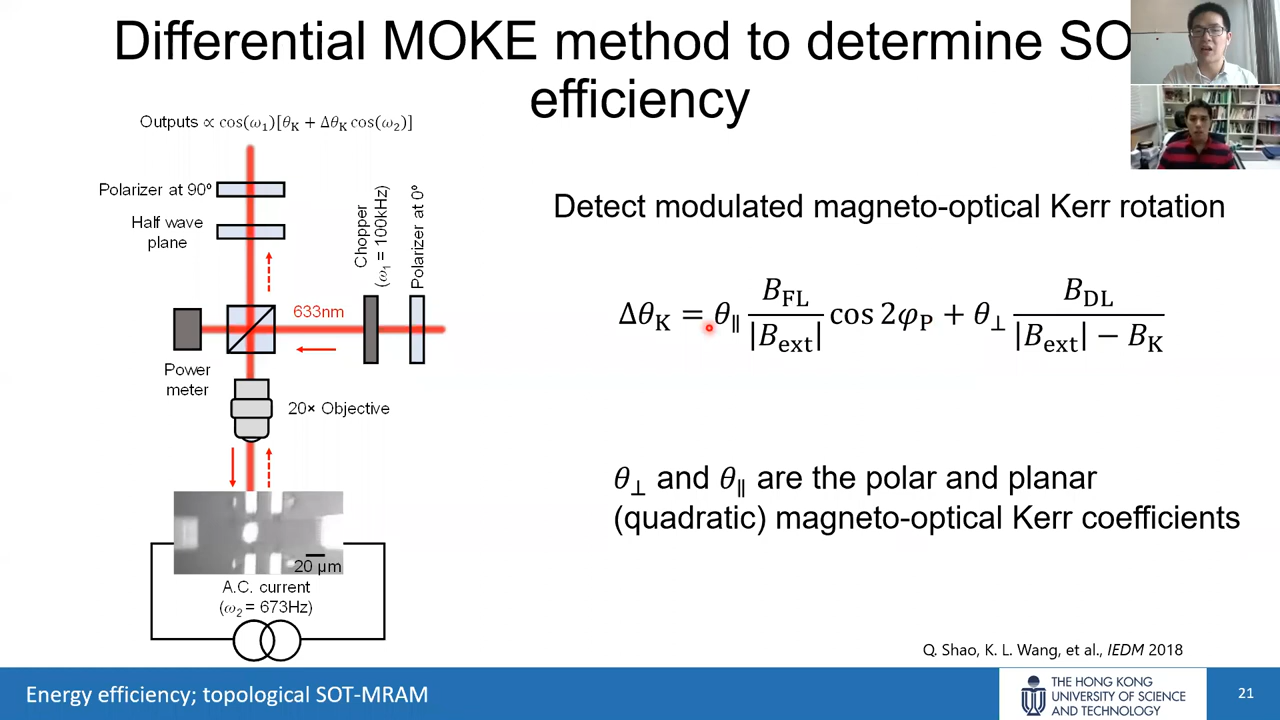 Differential MOKE method to determine SO
efficiency
Outputs ∝ cos(ω₁)[θ_K + Δθ_K cos(ω₂)]
Polarizer at 90º
Half wave
plane
Chopper
(ω₁ = 100kHz)
Polarizer at 0º
633nm
Power
meter
20× Objective
20 μm
A.C. current
(ω₂ = 673Hz)
Detect modulated magneto-optical Kerr rotation
Δθ_K = θ_∥ B_FL/|B_ext| cos 2φ_P + θ_⊥ B_DL/(|B_ext| − B_K)
θ_⊥ and θ_∥ are the polar and planar
(quadratic) magneto-optical Kerr coefficients
Q. Shao, K. L. Wang, et al., IEDM 2018
Energy efficiency; topological SOT-MRAM
THE HONG KONG
UNIVERSITY OF SCIENCE
AND TECHNOLOGY
21